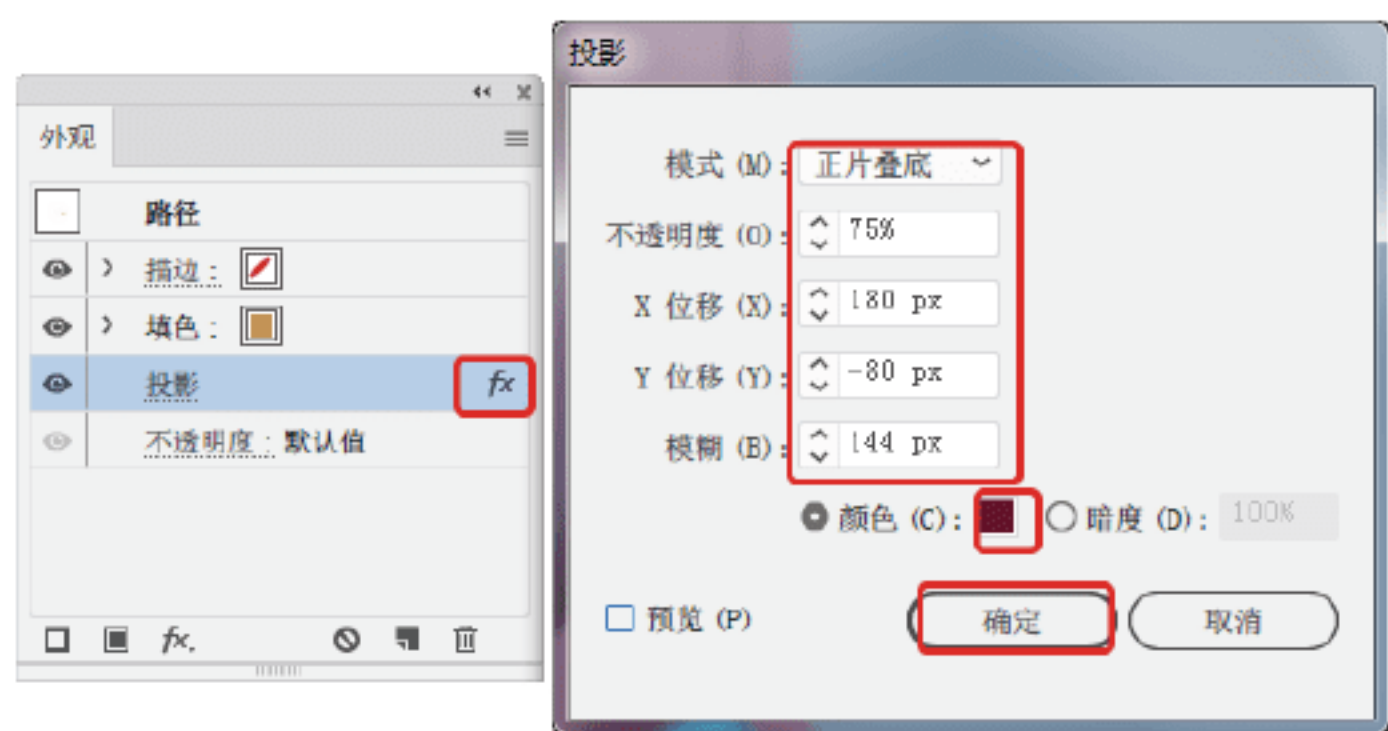 外观
路径
描边：
填色：
投影 fx
不透明度：默认值
fx.
投影
模式 (M)： 正片叠底
不透明度 (O)： 75%
X 位移 (X)： 180 px
Y 位移 (Y)： -80 px
模糊 (B)： 144 px
颜色 (C)： 暗度 (D)： 100%
预览 (P) 确定 取消